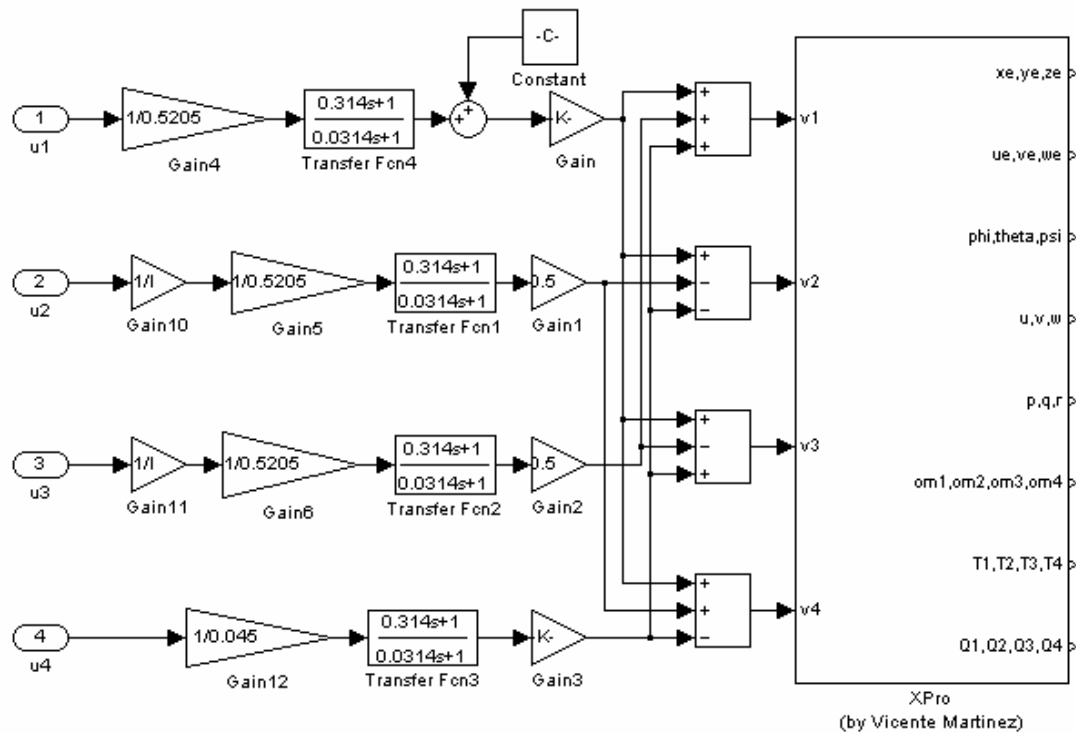 -C-
Constant
1
u1
1/0.5205
Gain4
0.314s+1
0.0314s+1
Transfer Fcn4
+
+
K-
Gain
+
+
+
v1
2
u2
1/I
Gain10
1/0.5205
Gain5
0.314s+1
0.0314s+1
Transfer Fcn1
0.5
Gain1
+
−
−
v2
3
u3
1/I
Gain11
1/0.5205
Gain6
0.314s+1
0.0314s+1
Transfer Fcn2
0.5
Gain2
+
−
+
v3
4
u4
1/0.045
Gain12
0.314s+1
0.0314s+1
Transfer Fcn3
K-
Gain3
+
+
−
v4
xe,ye,ze
ue,ve,we
phi,theta,psi
u,v,w
p,q,r
om1,om2,om3,om4
T1,T2,T3,T4
Q1,Q2,Q3,Q4
XPro
(by Vicente Martinez)